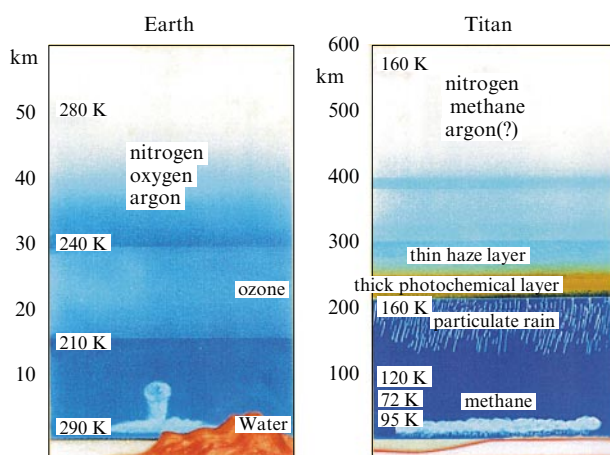 Earth
km
50
40
30
20
10
280 K
nitrogen
oxygen
argon
240 K
ozone
210 K
290 K
Water
Titan
600
km
500
400
300
200
100
160 K
nitrogen
methane
argon(?)
thin haze layer
thick photochemical layer
160 K
particulate rain
120 K
72 K
methane
95 K